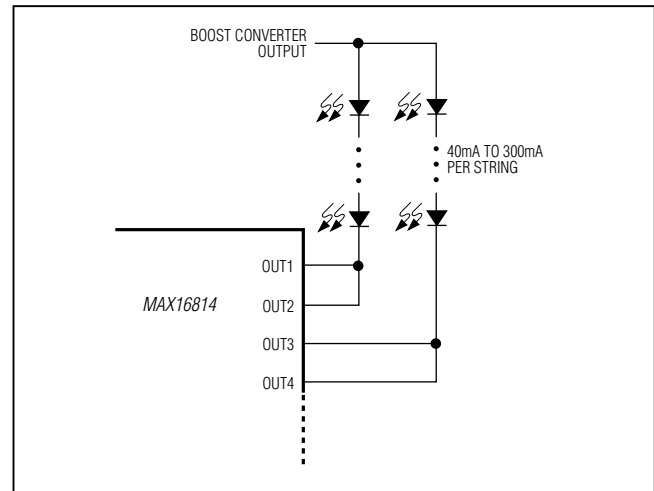 BOOST CONVERTER
OUTPUT
40mA TO 300mA
PER STRING
OUT1
MAX16814
OUT2
OUT3
OUT4